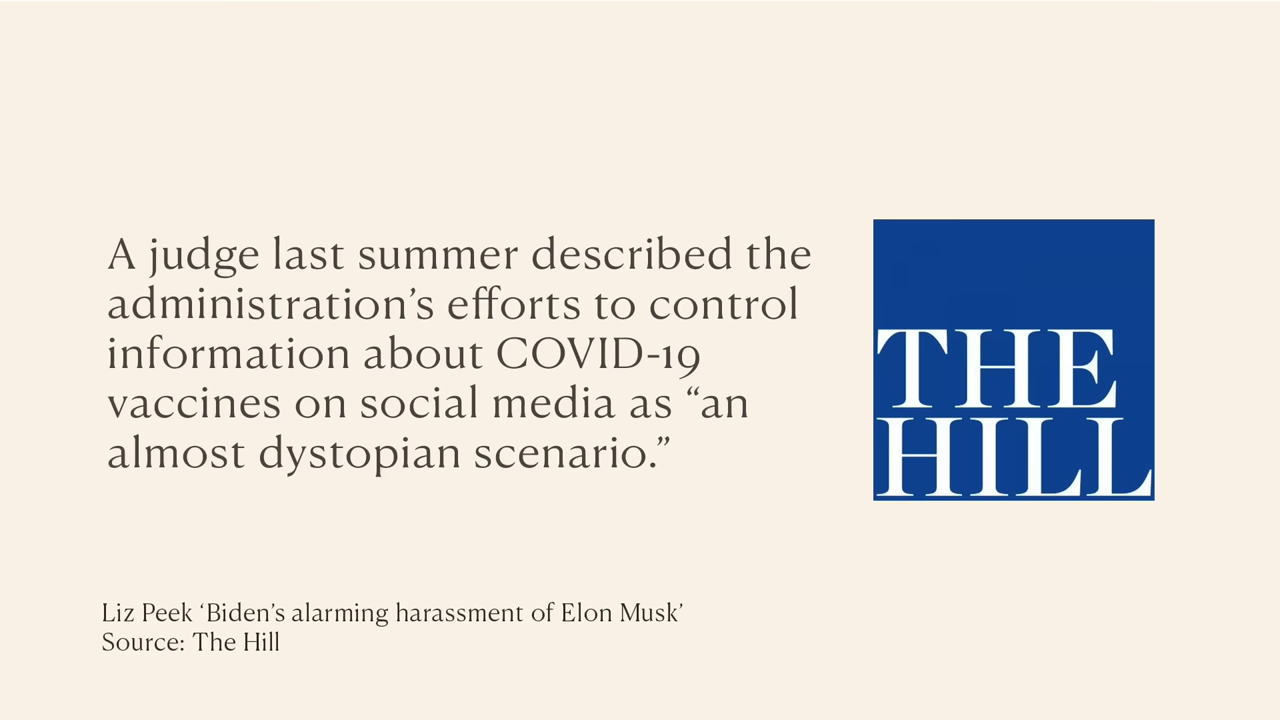 A judge last summer described the
administration’s efforts to control
information about COVID-19
vaccines on social media as “an
almost dystopian scenario.”
THE
HILL
Liz Peek ‘Biden’s alarming harassment of Elon Musk’
Source: The Hill